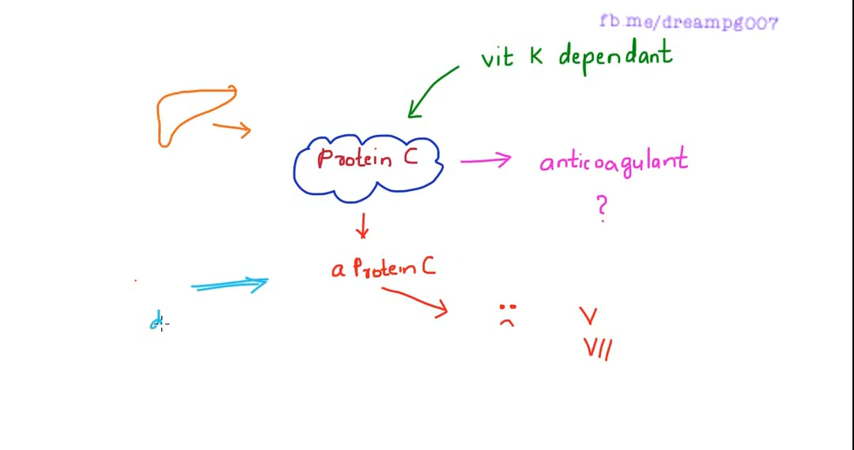 fb.me/dreampg007
vit K dependant
Protein C
anticoagulant
?
a Protein C
V
VII
d